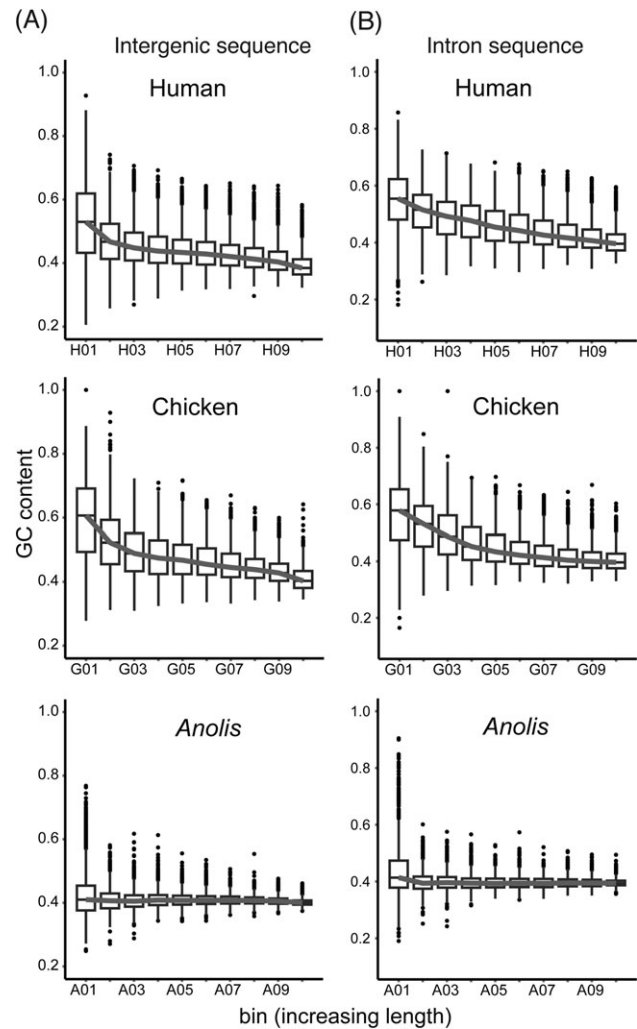 (A)
Intergenic sequence
Human
1.0
0.8
0.6
0.4
0.2
H01 H03 H05 H07 H09
Chicken
1.0
0.8
0.6
0.4
0.2
G01 G03 G05 G07 G09
Anolis
1.0
0.8
0.6
0.4
0.2
A01 A03 A05 A07 A09
(B)
Intron sequence
Human
1.0
0.8
0.6
0.4
0.2
H01 H03 H05 H07 H09
Chicken
1.0
0.8
0.6
0.4
0.2
G01 G03 G05 G07 G09
Anolis
1.0
0.8
0.6
0.4
0.2
A01 A03 A05 A07 A09
GC content
bin (increasing length)